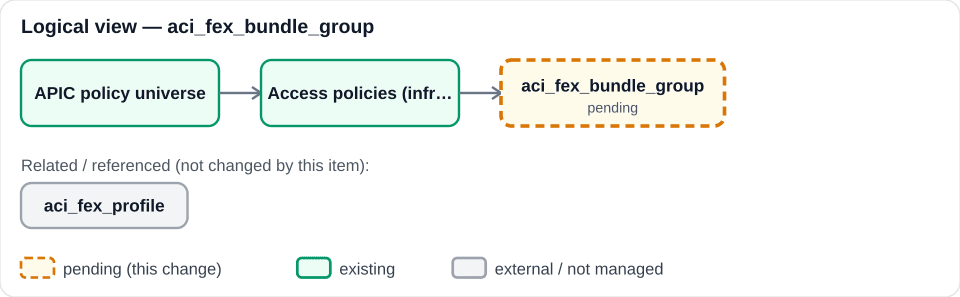 Logical view — aci_fex_bundle_group
APIC policy universe
Access policies (infr…
aci_fex_bundle_group
pending
Related / referenced (not changed by this item):
aci_fex_profile
pending (this change)
existing
external / not managed